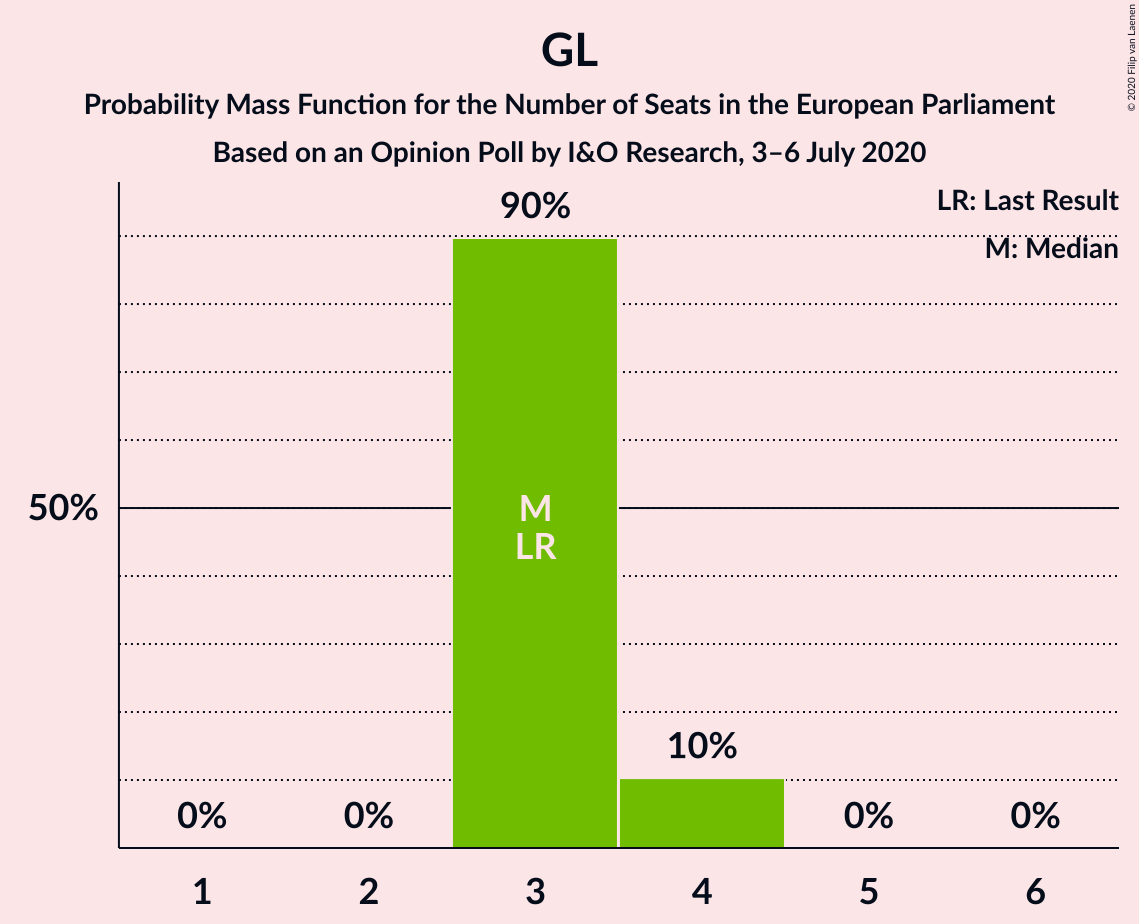 GL
Probability Mass Function for the Number of Seats in the European Parliament
Based on an Opinion Poll by I&O Research, 3–6 July 2020
© 2020 Filip van Laenen
LR: Last Result
M: Median
90%
50%
M
LR
10%
0%
0%
0%
0%
1
2
3
4
5
6